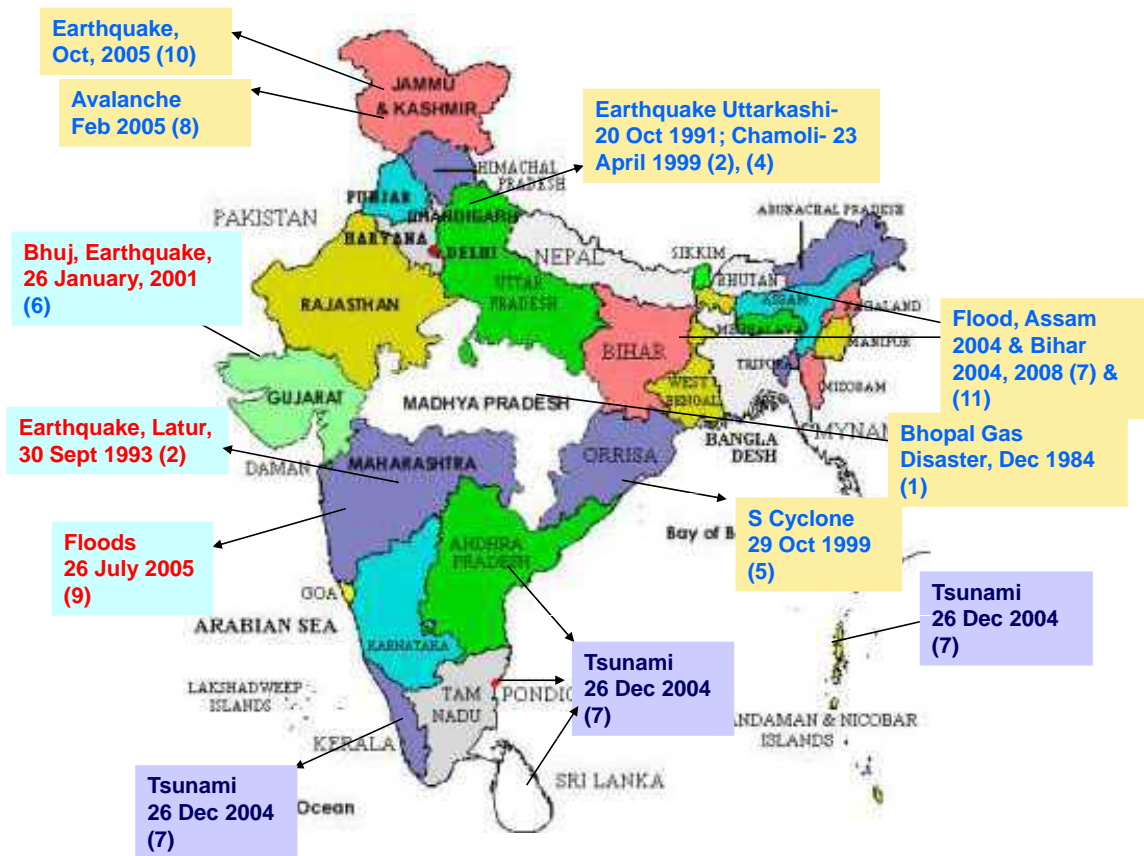 Earthquake,
Oct, 2005 (10)
Avalanche
Feb 2005 (8)
JAMMU
& KASHMIR
Earthquake Uttarkashi-
20 Oct 1991; Chamoli- 23
April 1999 (2), (4)
HIMACHAL
PRADESH
PUNJAB
PAKISTAN
CHANDIGARH
HARYANA
DELHI
NEPAL
SIKKIM
ARUNACHAL PRADESH
BHUTAN
ASSAM
NAGALAND
Bhuj, Earthquake,
26 January, 2001
(6)
RAJASTHAN
UTTAR
PRADESH
BIHAR
MEGHALAYA
MANIPUR
TRIPURA
MIZORAM
Flood, Assam
2004 & Bihar
2004, 2008 (7) &
(11)
GUJARAT
MADHYA PRADESH
WEST
BENGAL
BANGLA
DESH
MYNAM
Bhopal Gas
Disaster, Dec 1984
(1)
Earthquake, Latur,
30 Sept 1993 (2)
DAMAN
MAHARASHTRA
ORRISA
S Cyclone
29 Oct 1999
(5)
Bay of B
Floods
26 July 2005
(9)
ANDHRA
PRADESH
GOA
ARABIAN SEA
KARNATAKA
Tsunami
26 Dec 2004
(7)
Tsunami
26 Dec 2004
(7)
LAKSHADWEEP
ISLANDS
TAM
NADU
PONDIC
NDAMAN & NICOBAR
ISLANDS
KERALA
SRI LANKA
Tsunami
26 Dec 2004
(7)
Ocean